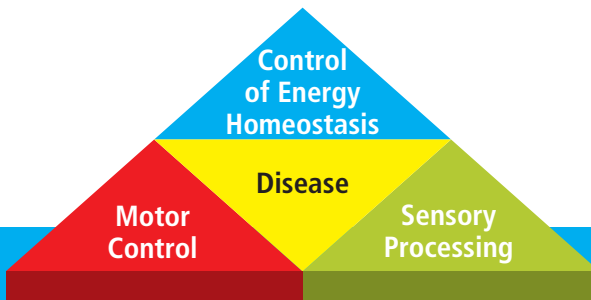 Control
of Energy
Homeostasis
Disease
Motor
Control
Sensory
Processing